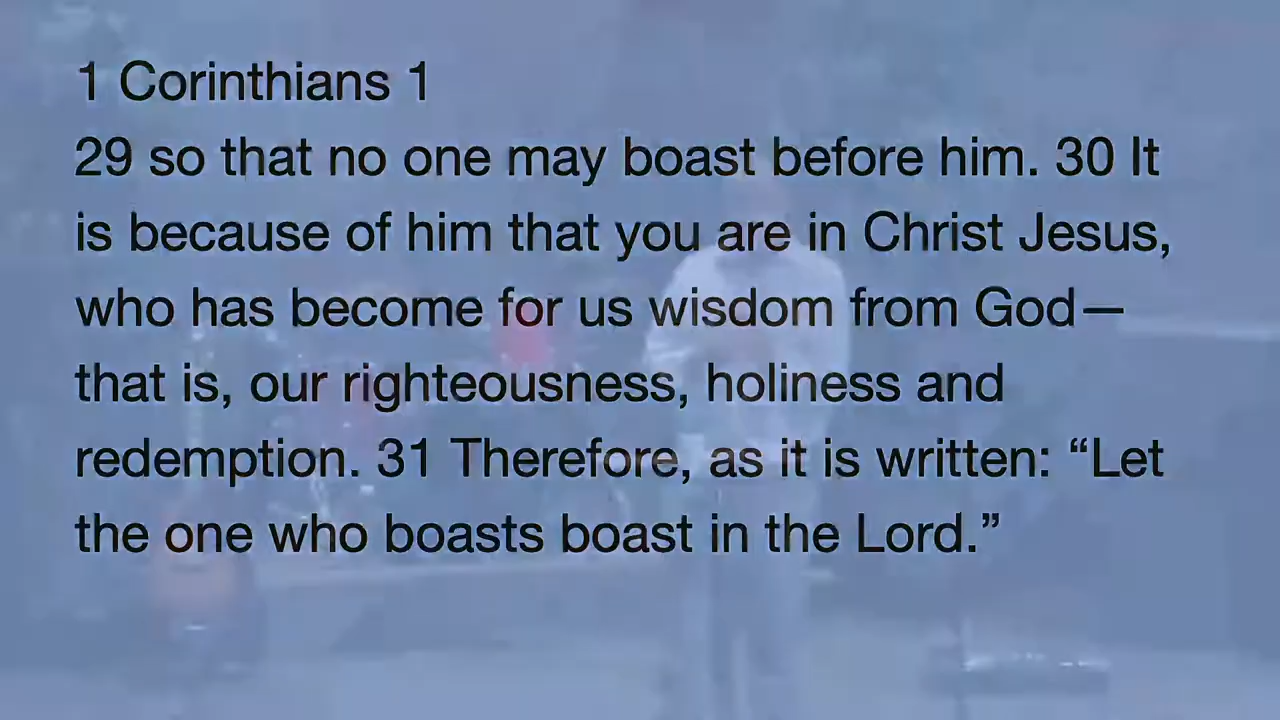 1 Corinthians 1
29 so that no one may boast before him. 30 It
is because of him that you are in Christ Jesus,
who has become for us wisdom from God—
that is, our righteousness, holiness and
redemption. 31 Therefore, as it is written: “Let
the one who boasts boast in the Lord.”